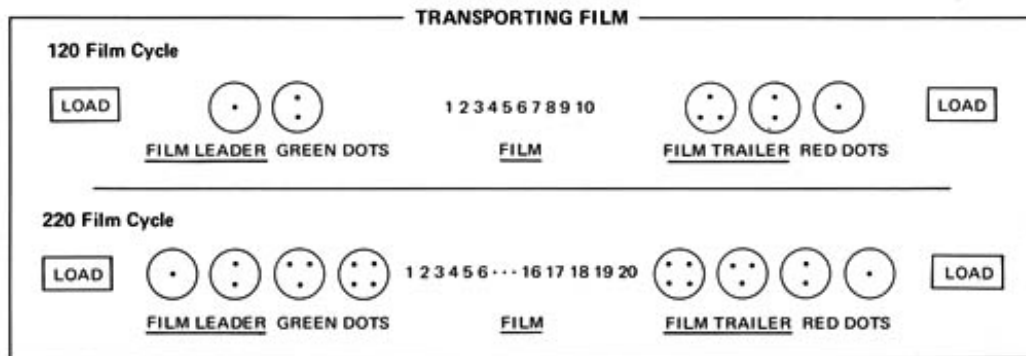 TRANSPORTING FILM
120 Film Cycle
LOAD 1 2 3 4 5 6 7 8 9 10 LOAD
FILM LEADER GREEN DOTS FILM FILM TRAILER RED DOTS
220 Film Cycle
LOAD 1 2 3 4 5 6 ··· 16 17 18 19 20 LOAD
FILM LEADER GREEN DOTS FILM FILM TRAILER RED DOTS